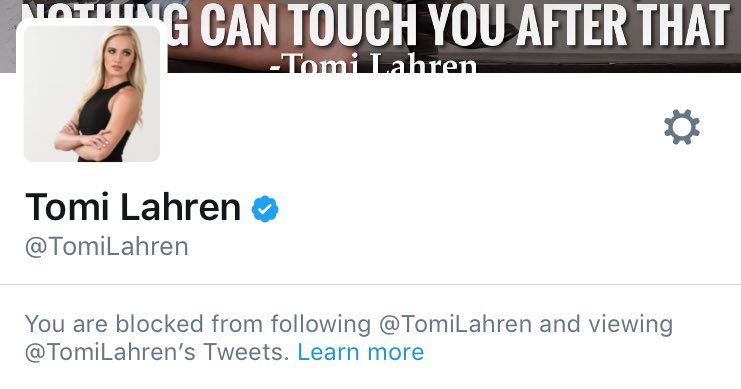 NOTHING CAN TOUCH YOU AFTER THAT
-Tomi Lahren
Tomi Lahren
@TomiLahren
You are blocked from following @TomiLahren and viewing
@TomiLahren’s Tweets. Learn more